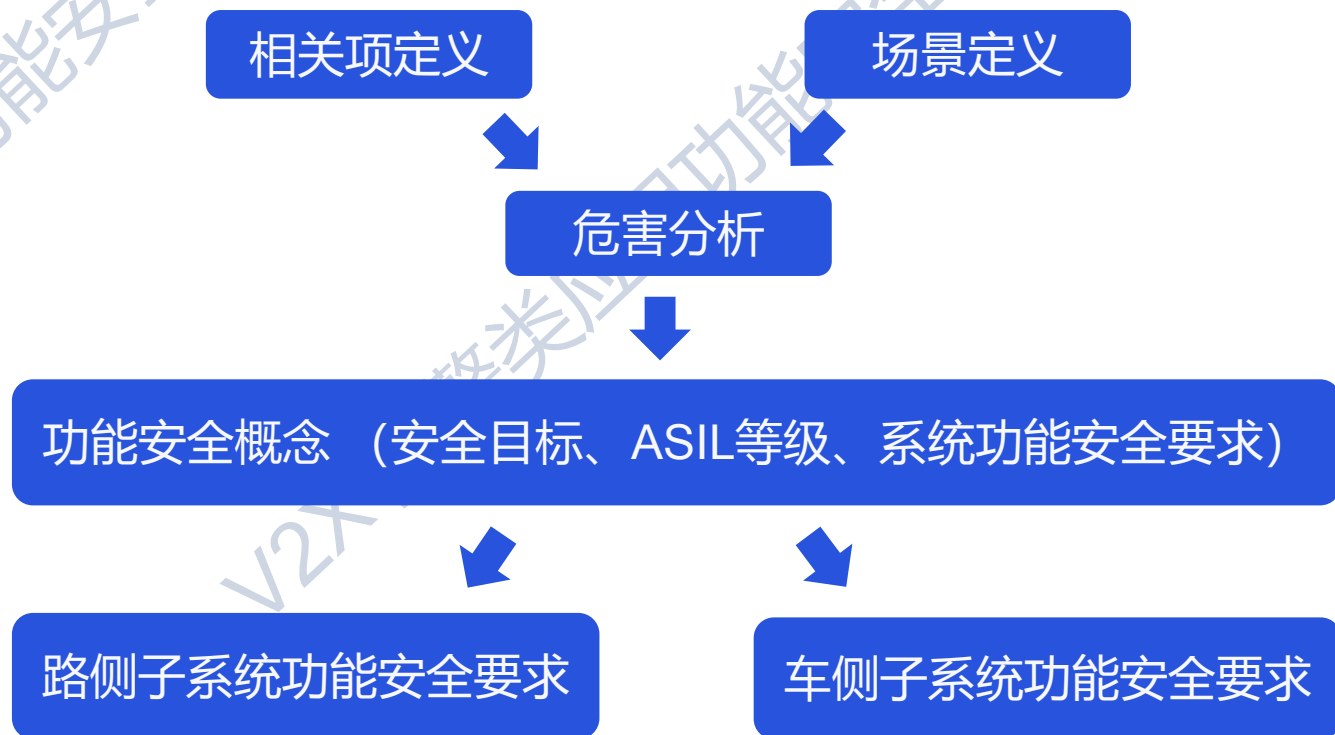 相关项定义
场景定义
危害分析
功能安全概念 （安全目标、ASIL等级、系统功能安全要求）
路侧子系统功能安全要求
车侧子系统功能安全要求